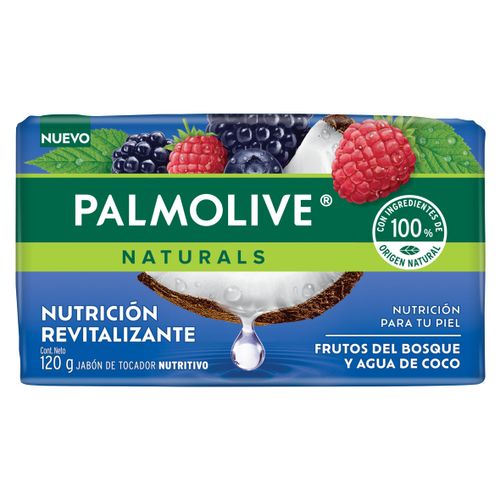 NUEVO
PALMOLIVE®
NATURALS
CON INGREDIENTES DE
100%
ORIGEN NATURAL
NUTRICIÓN
REVITALIZANTE
Cont. Neto
120 g JABÓN DE TOCADOR NUTRITIVO
NUTRICIÓN
PARA TU PIEL
FRUTOS DEL BOSQUE
Y AGUA DE COCO